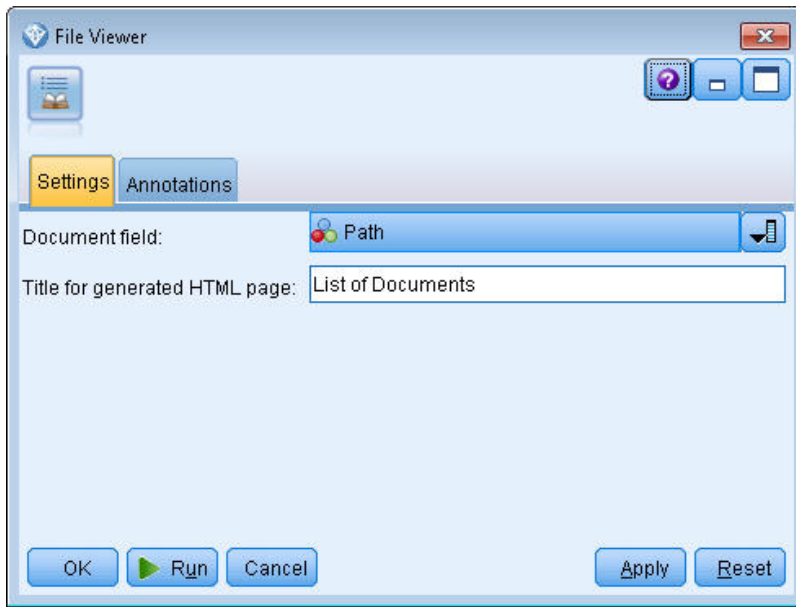 File Viewer
Settings Annotations
Document field: Path
Title for generated HTML page: List of Documents
OK Run Cancel Apply Reset